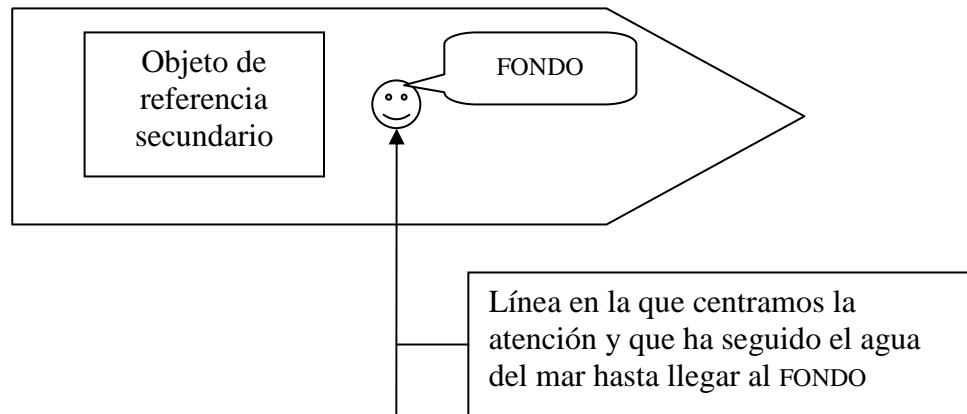 Objeto de
referencia
secundario
FONDO
Línea en la que centramos la
atención y que ha seguido el agua
del mar hasta llegar al FONDO